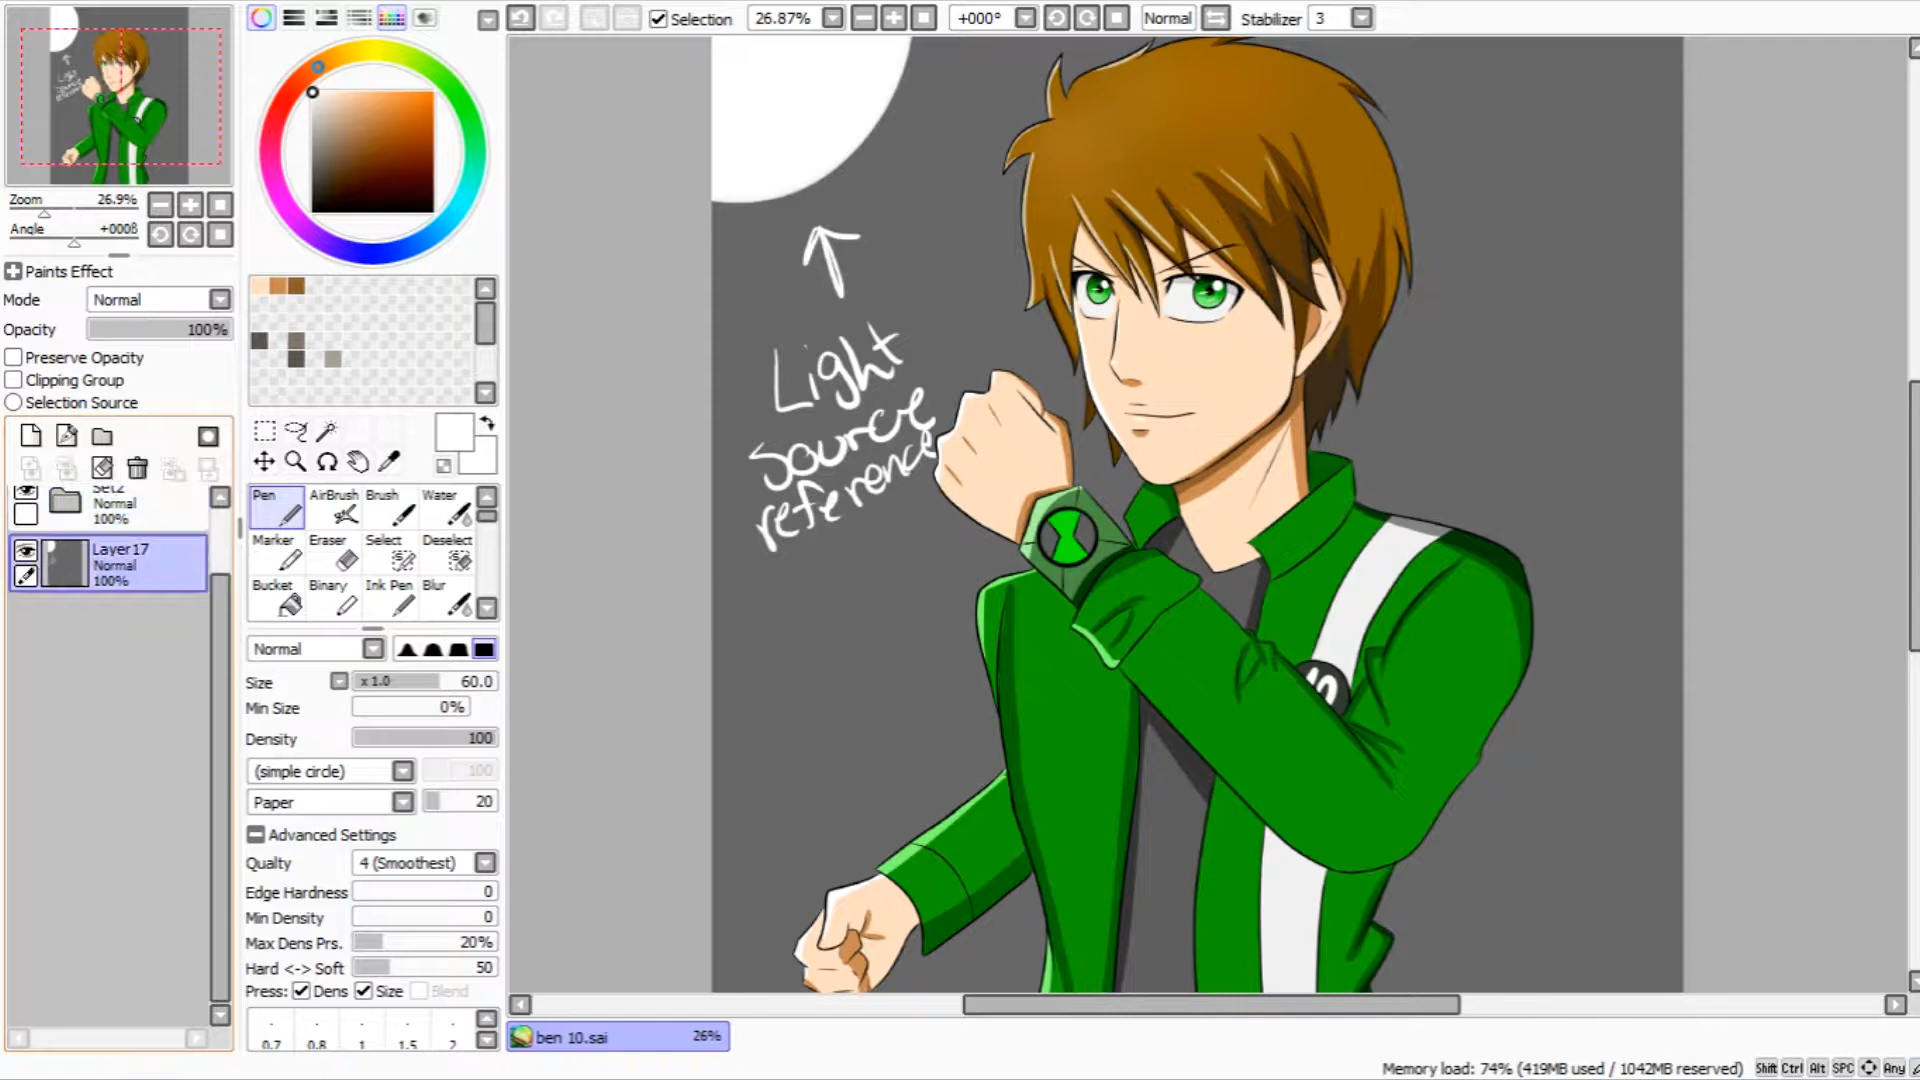 Selection
26.87%
+000°
Normal
Stabilizer 3
Zoom 26.9%
Angle +000ß
Paints Effect
Mode Normal
Opacity 100%
Preserve Opacity
Clipping Group
Selection Source
Set2
Normal
100%
Layer17
Normal
100%
Pen AirBrush Brush Water
Marker Eraser Select Deselect
Bucket Binary Ink Pen Blur
Normal
Size x 1.0 60.0
Min Size 0%
Density 100
(simple circle) 100
Paper 20
Advanced Settings
Qualty 4 (Smoothest)
Edge Hardness 0
Min Density 0
Max Dens Prs. 20%
Hard <-> Soft 50
Press: Dens Size Blend
0.7 0.8 1 1.5 2
Light
source
reference
10
ben 10.sai 26%
Memory load: 74% (419MB used / 1042MB reserved)
Shift Ctrl Alt SPC Any